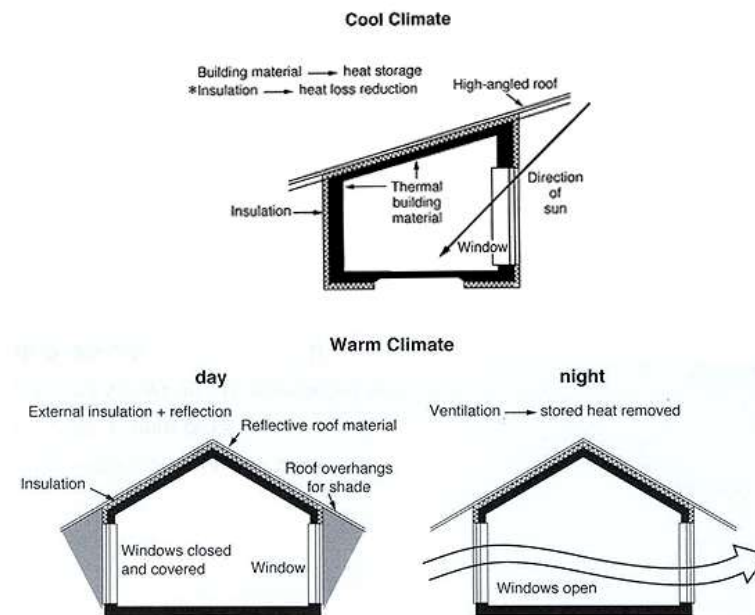 Cool Climate
Building material → heat storage
*Insulation → heat loss reduction
High-angled roof
Thermal
building
material
Direction
of
sun
Insulation
Window
Warm Climate
day
External insulation + reflection
Reflective roof material
Roof overhangs
for shade
Insulation
Windows closed
and covered
Window
night
Ventilation → stored heat removed
Windows open